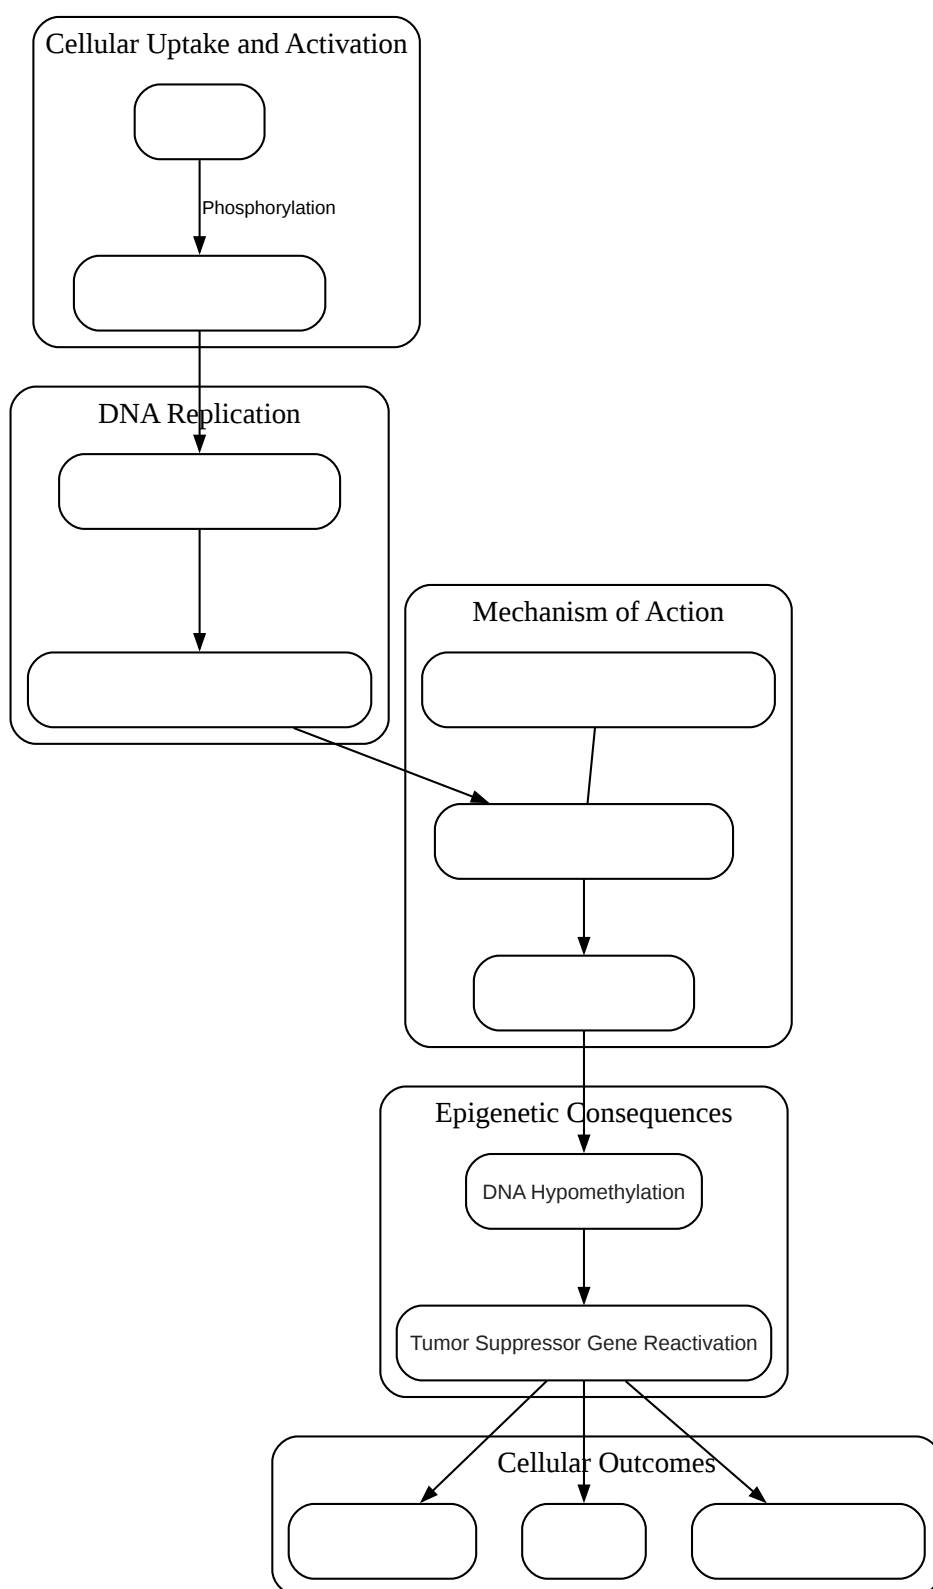 Cellular Uptake and Activation
Phosphorylation
DNA Replication
Mechanism of Action
Epigenetic Consequences
DNA Hypomethylation
Tumor Suppressor Gene Reactivation
Cellular Outcomes